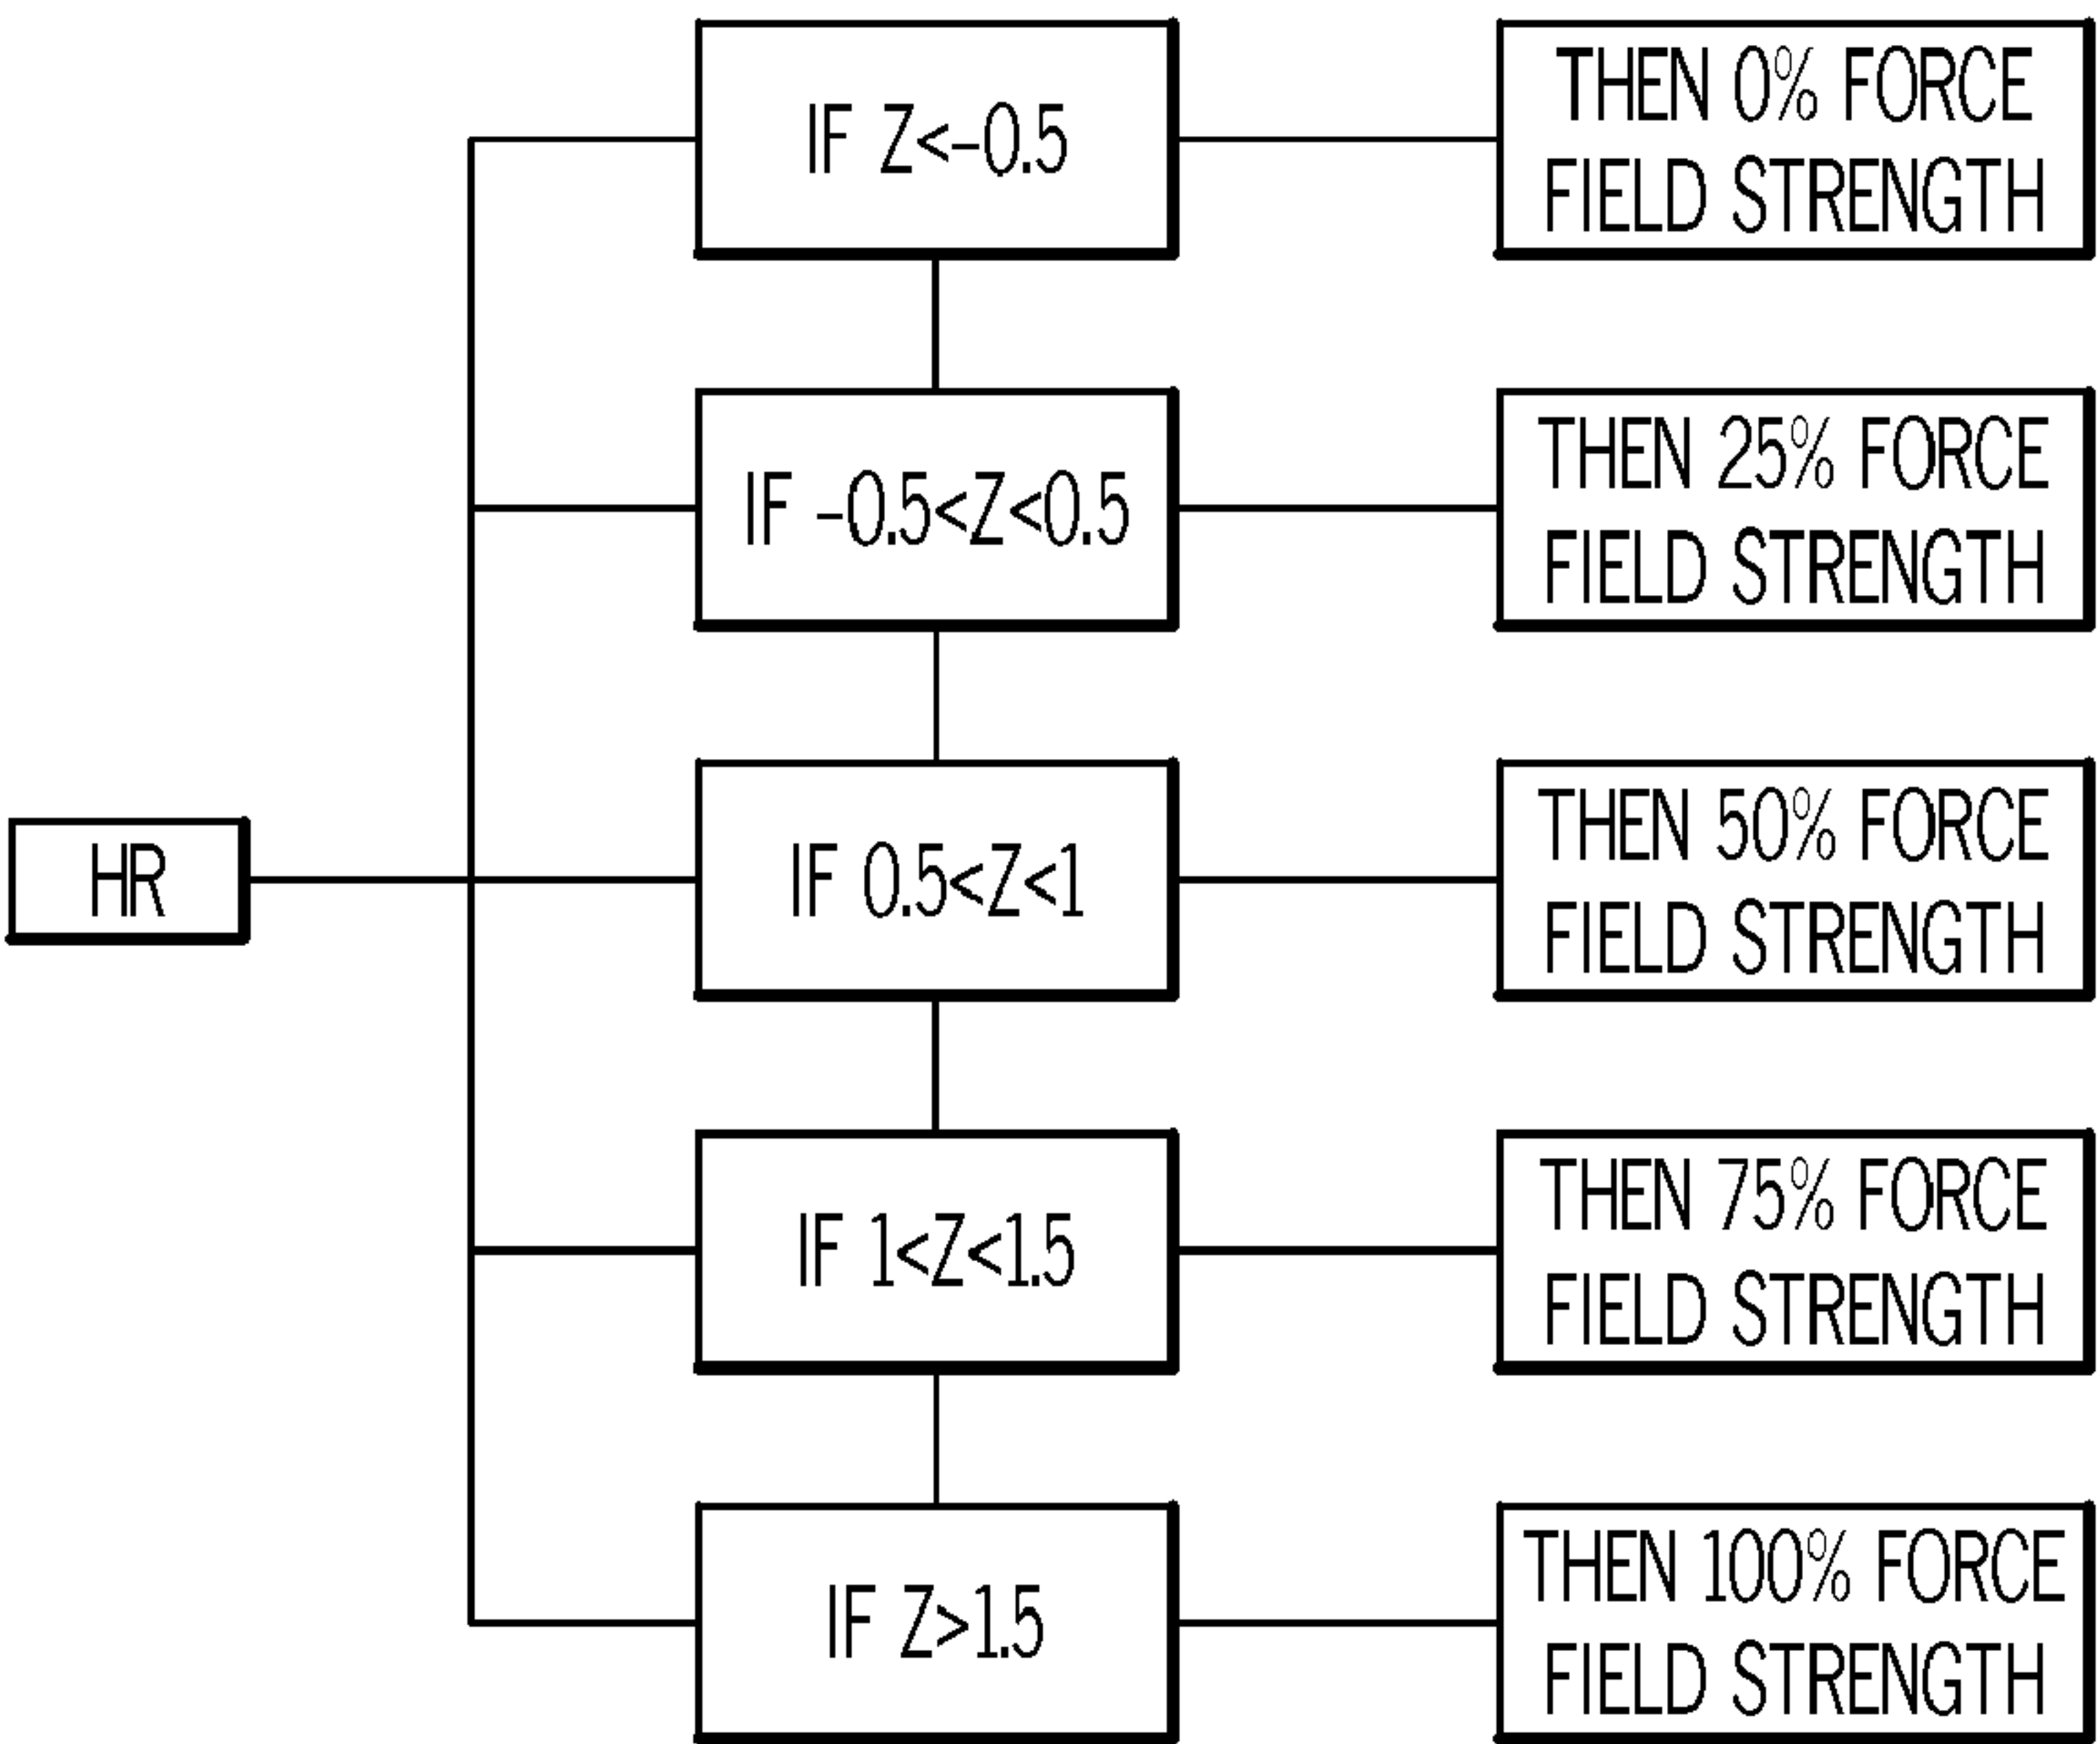 IF Z<-0.5
THEN 0% FORCE
FIELD STRENGTH
IF -0.5<Z<0.5
THEN 25% FORCE
FIELD STRENGTH
HR
IF 0.5<Z<1
THEN 50% FORCE
FIELD STRENGTH
IF 1<Z<1.5
THEN 75% FORCE
FIELD STRENGTH
IF Z>1.5
THEN 100% FORCE
FIELD STRENGTH